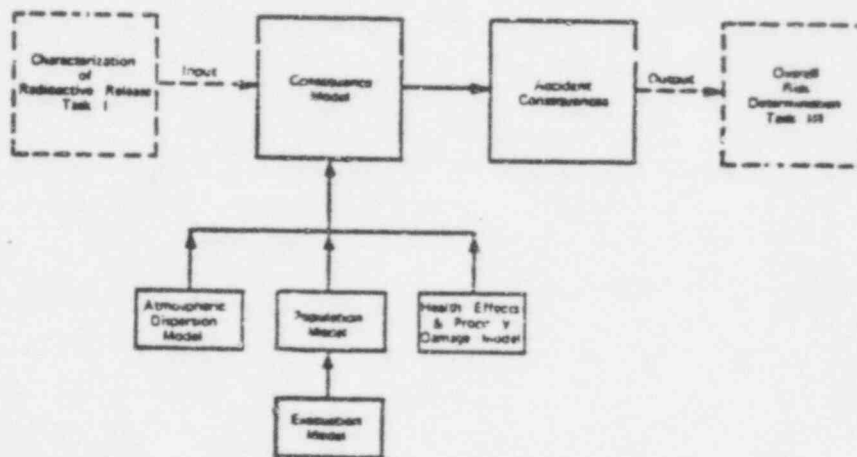 Characterization
of
Radioactive Release
Task I
Input
Consequence
Model
Accident
Consequences
Output
Overall
Risk
Determination
Task III
Atmospheric
Dispersion
Model
Population
Model
Health Effects
&
Damage Model
Evacuation
Model